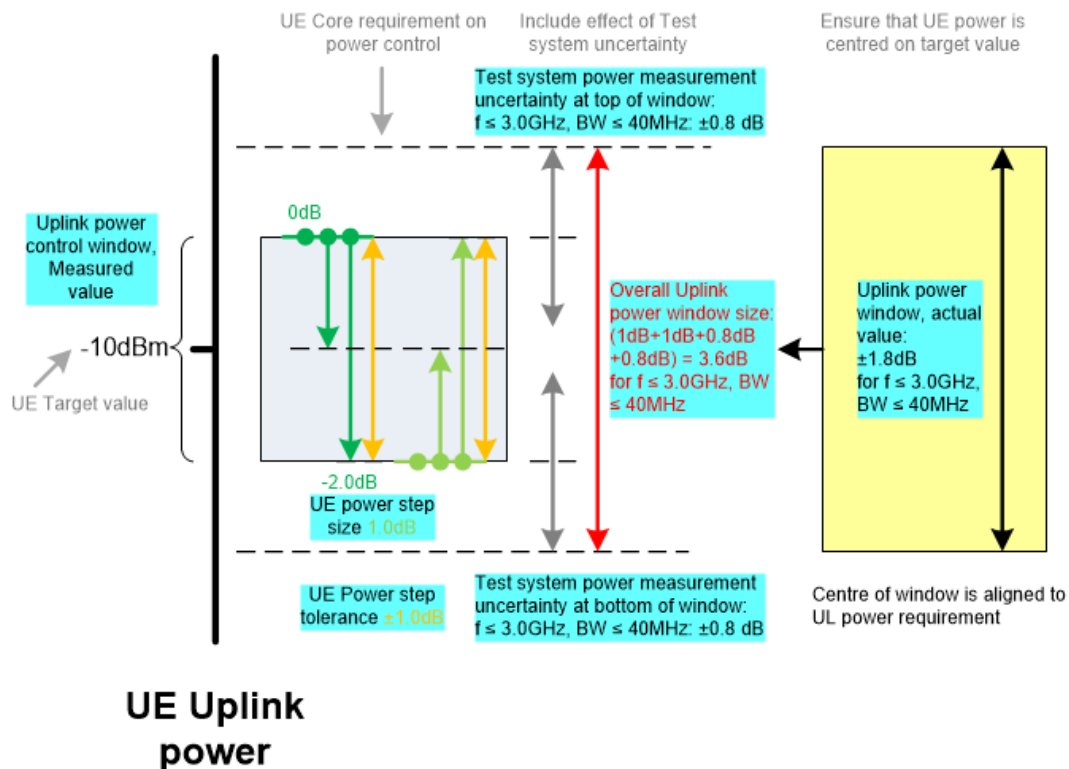 UE Core requirement on
power control
Include effect of Test
system uncertainty
Ensure that UE power is
centred on target value
Test system power measurement
uncertainty at top of window:
f ≤ 3.0GHz, BW ≤ 40MHz: ±0.8 dB
Uplink power
control window,
Measured
value
0dB
-10dBm
UE Target value
Overall Uplink
power window size:
(1dB+1dB+0.8dB
+0.8dB) = 3.6dB
for f ≤ 3.0GHz, BW
≤ 40MHz
Uplink power
window, actual
value:
±1.8dB
for f ≤ 3.0GHz,
BW ≤ 40MHz
-2.0dB
UE power step
size 1.0dB
UE Power step
tolerance ±1.0dB
Test system power measurement
uncertainty at bottom of window:
f ≤ 3.0GHz, BW ≤ 40MHz: ±0.8 dB
Centre of window is aligned to
UL power requirement
UE Uplink
power